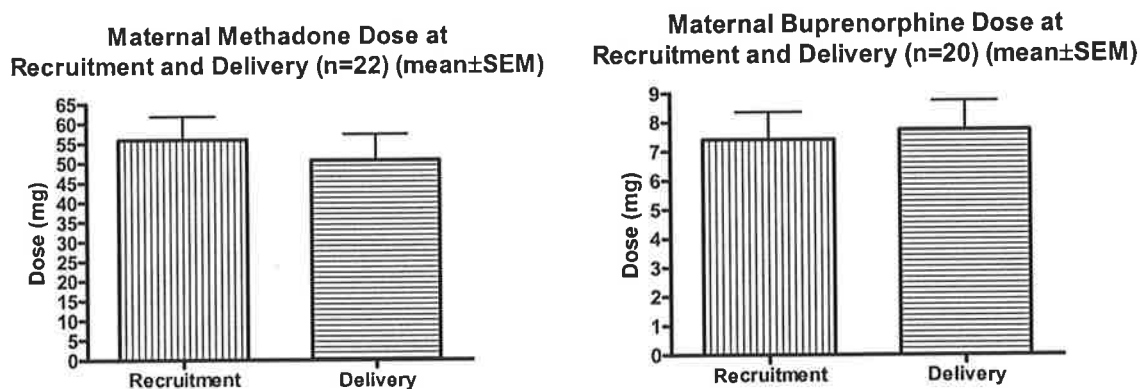 Maternal Methadone Dose at
Recruitment and Delivery (n=22) (mean±SEM)
Dose (mg)
65
60
55
50
45
40
35
30
25
20
15
10
5
0
Recruitment
Delivery
Maternal Buprenorphine Dose at
Recruitment and Delivery (n=20) (mean±SEM)
Dose (mg)
9
8
7
6
5
4
3
2
1
0
Recruitment
Delivery